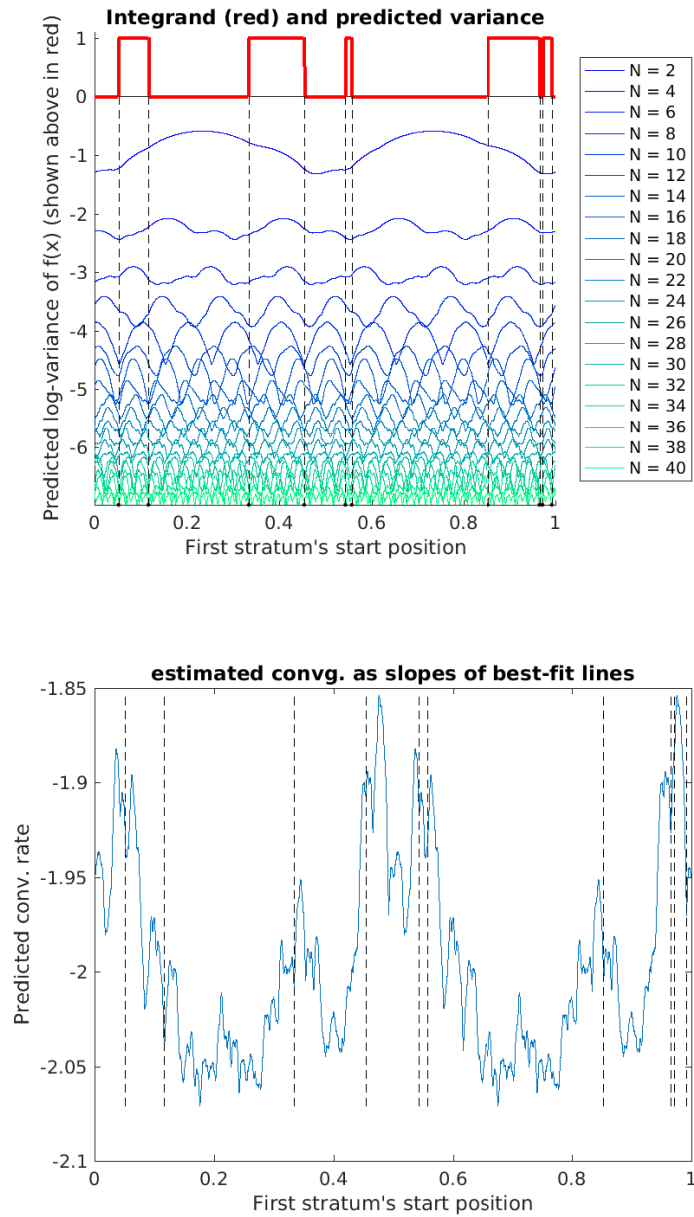 Integrand (red) and predicted variance
Predicted log-variance of f(x) (shown above in red)
1
0
-1
-2
-3
-4
-5
-6
0
0.2
0.4
0.6
0.8
1
First stratum's start position
N = 2
N = 4
N = 6
N = 8
N = 10
N = 12
N = 14
N = 16
N = 18
N = 20
N = 22
N = 24
N = 26
N = 28
N = 30
N = 32
N = 34
N = 36
N = 38
N = 40
estimated convg. as slopes of best-fit lines
Predicted conv. rate
-1.85
-1.9
-1.95
-2
-2.05
-2.1
0
0.2
0.4
0.6
0.8
1
First stratum's start position